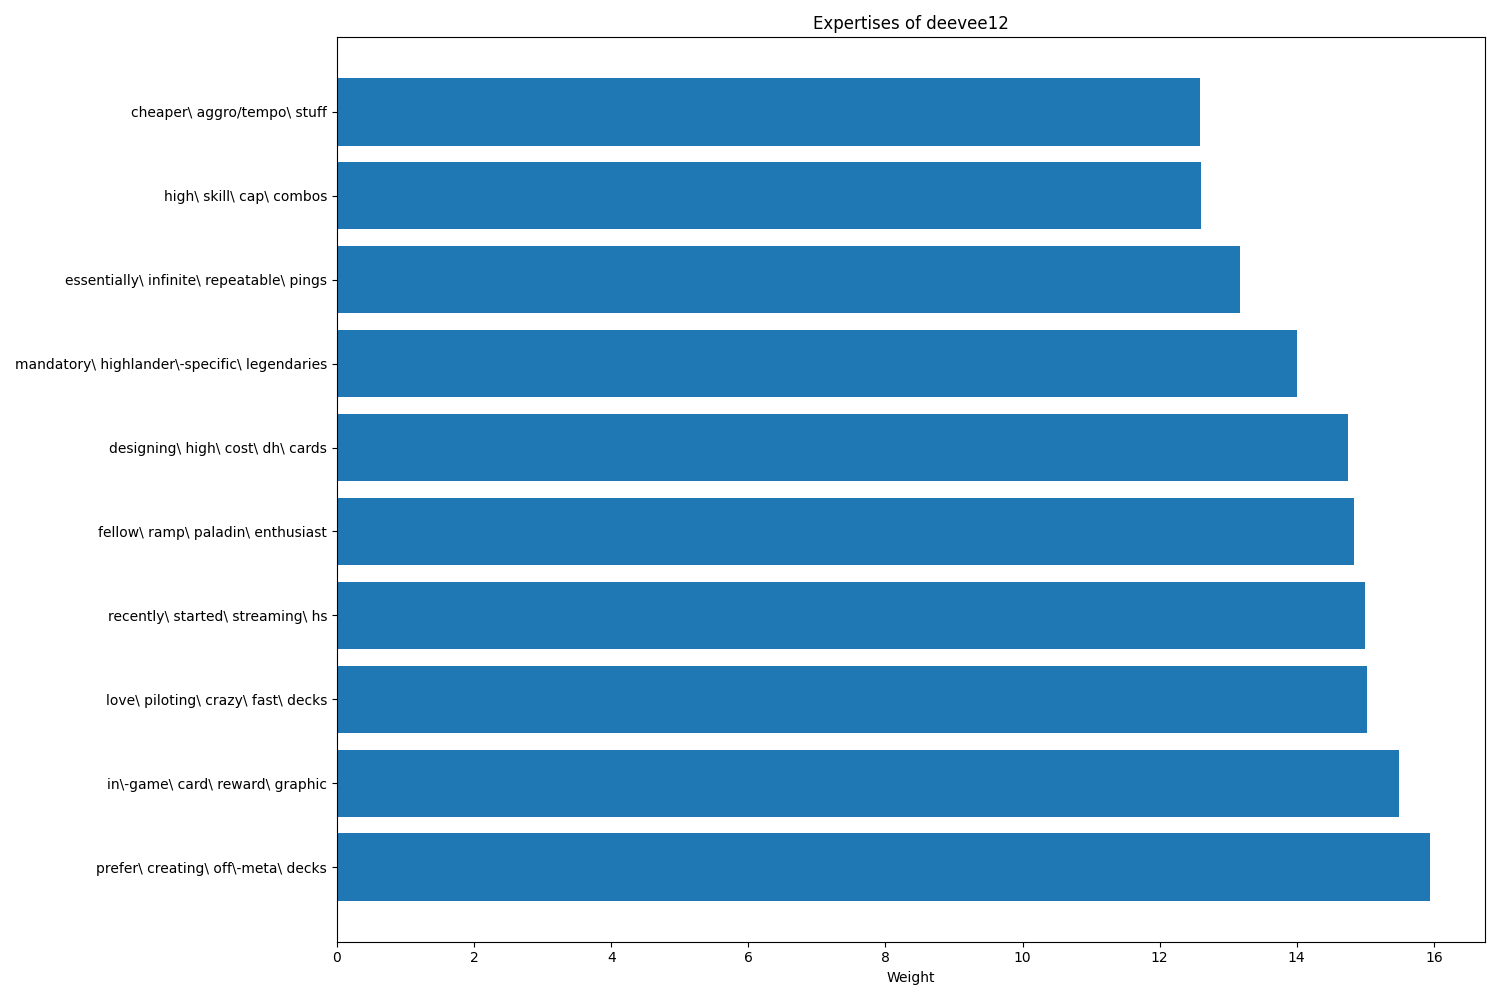 Expertises of deevee12
cheaper\ aggro/tempo\ stuff
high\ skill\ cap\ combos
essentially\ infinite\ repeatable\ pings
mandatory\ highlander\-specific\ legendaries
designing\ high\ cost\ dh\ cards
fellow\ ramp\ paladin\ enthusiast
recently\ started\ streaming\ hs
love\ piloting\ crazy\ fast\ decks
in\-game\ card\ reward\ graphic
prefer\ creating\ off\-meta\ decks
0 2 4 6 8 10 12 14 16
Weight